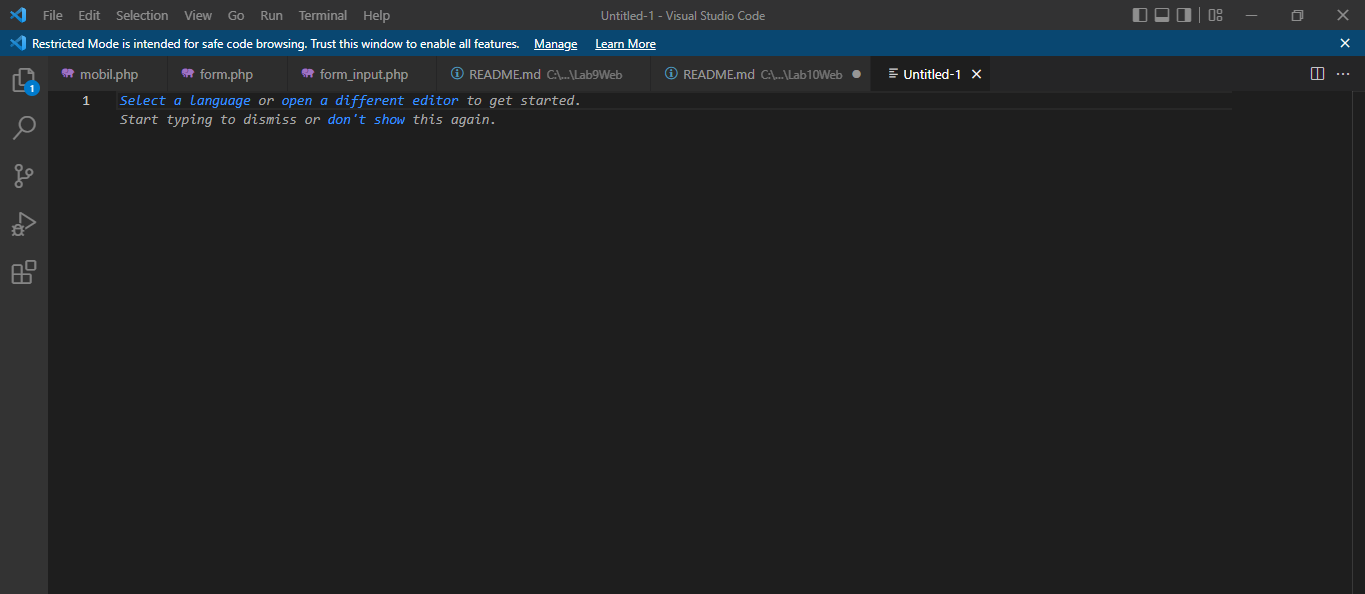 File Edit Selection View Go Run Terminal Help Untitled-1 - Visual Studio Code
Restricted Mode is intended for safe code browsing. Trust this window to enable all features. Manage Learn More
mobil.php form.php form_input.php README.md C:\...\Lab9Web README.md C:\...\Lab10Web Untitled-1
1
1 Select a language or open a different editor to get started.
Start typing to dismiss or don't show this again.